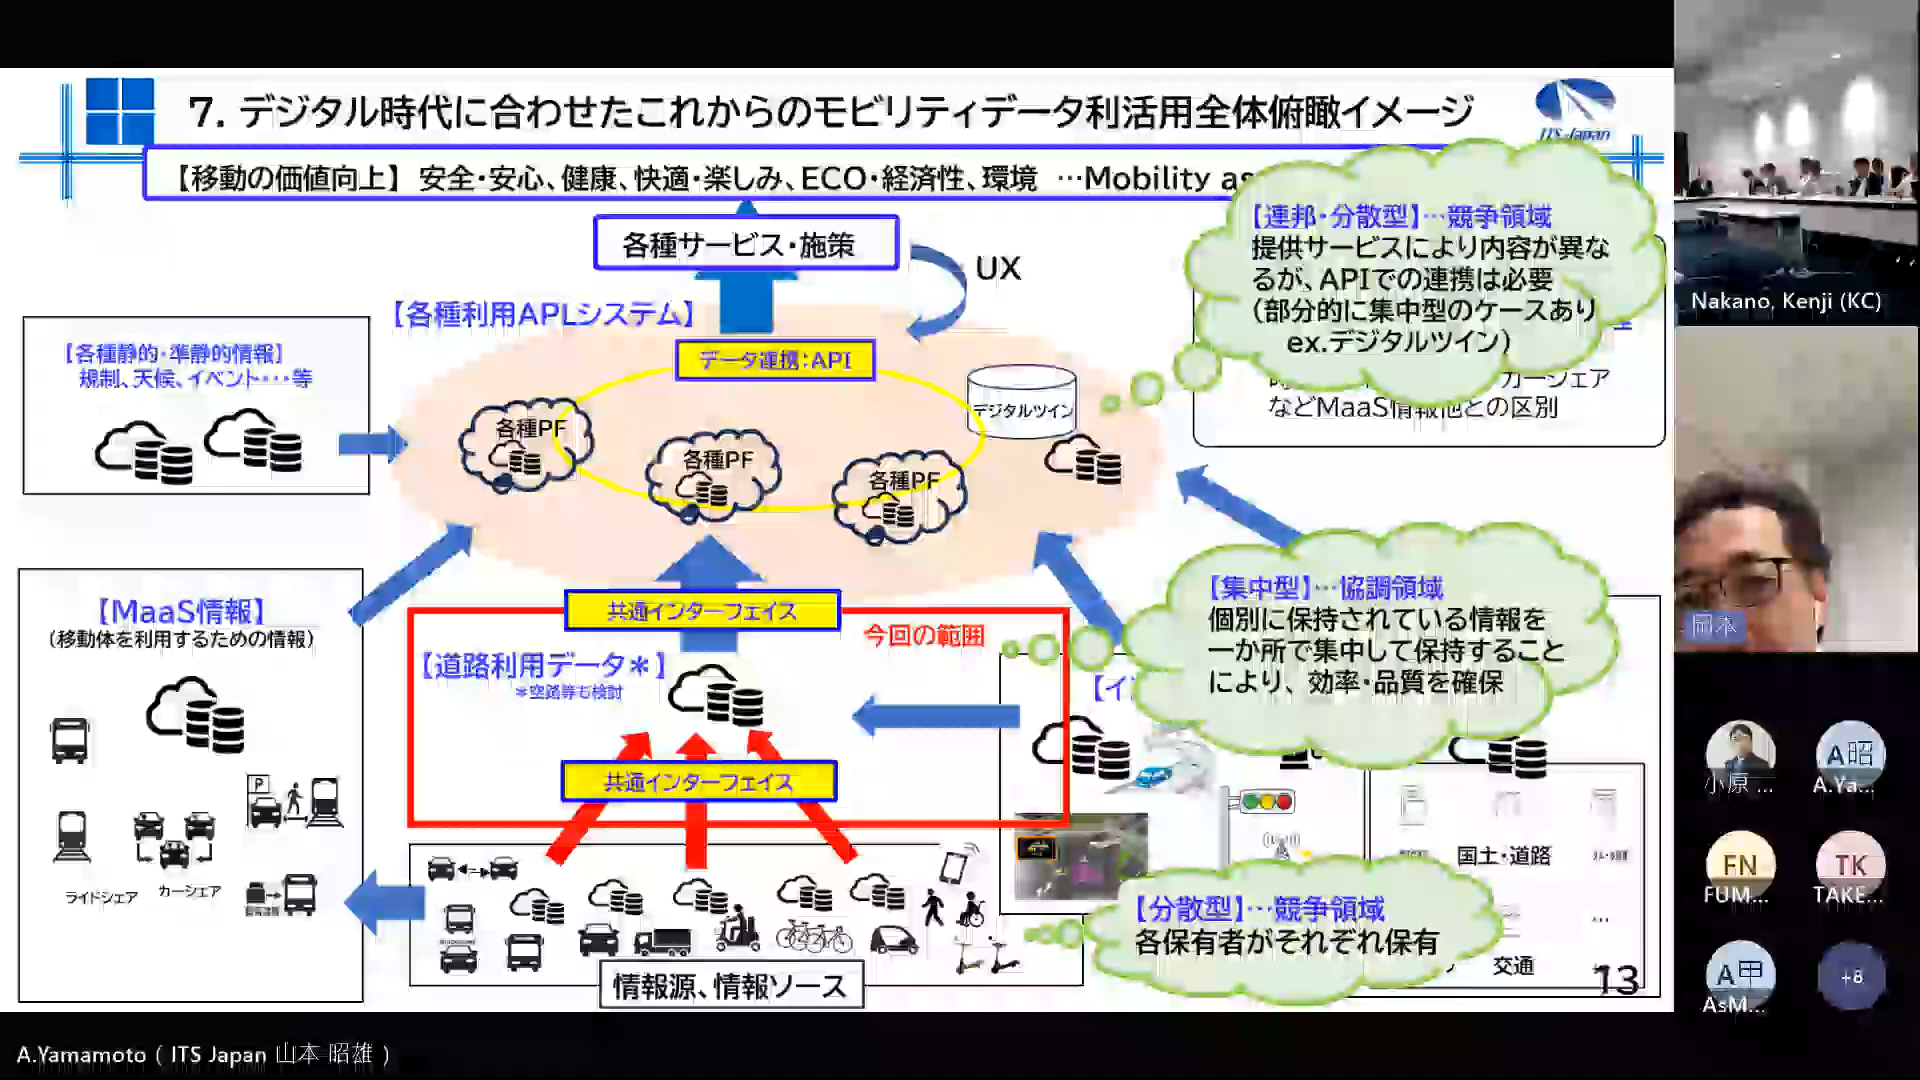 7. デジタル時代に合わせたこれからのモビリティデータ利活用全体俯瞰イメージ
ITS-Japan
【移動の価値向上】安全・安心、健康、快適・楽しみ、ECO・経済性、環境 …Mobility as
各種サービス・施策
UX
【連邦・分散型】…競争領域
提供サービスにより内容が異な
るが、APIでの連携は必要
(部分的に集中型のケースあり
ex.デジタルツイン)
カーシェア
などMaaS情報他との区別
【各種利用APLシステム】
データ連携：API
【各種静的・準静的情報】
規制、天候、イベント・・・等
各種PF
各種PF
各種PF
デジタルツイン
【MaaS情報】
(移動体を利用するための情報)
ライドシェア
カーシェア
P
共通インターフェイス
今回の範囲
【道路利用データ＊】
＊空路等も検討
共通インターフェイス
【集中型】…協調領域
個別に保持されている情報を
一か所で集中して保持すること
により、効率・品質を確保
【イ
国土・道路
…
交通
【分散型】…競争領域
各保有者がそれぞれ保有
情報源、情報ソース
13
Nakano, Kenji (KC)
岡本
小原 ...
A昭
A.Ya...
FN
FUM...
TK
TAKE...
A甲
AsM...
+8
A.Yamamoto ( ITS Japan 山本 昭雄 )